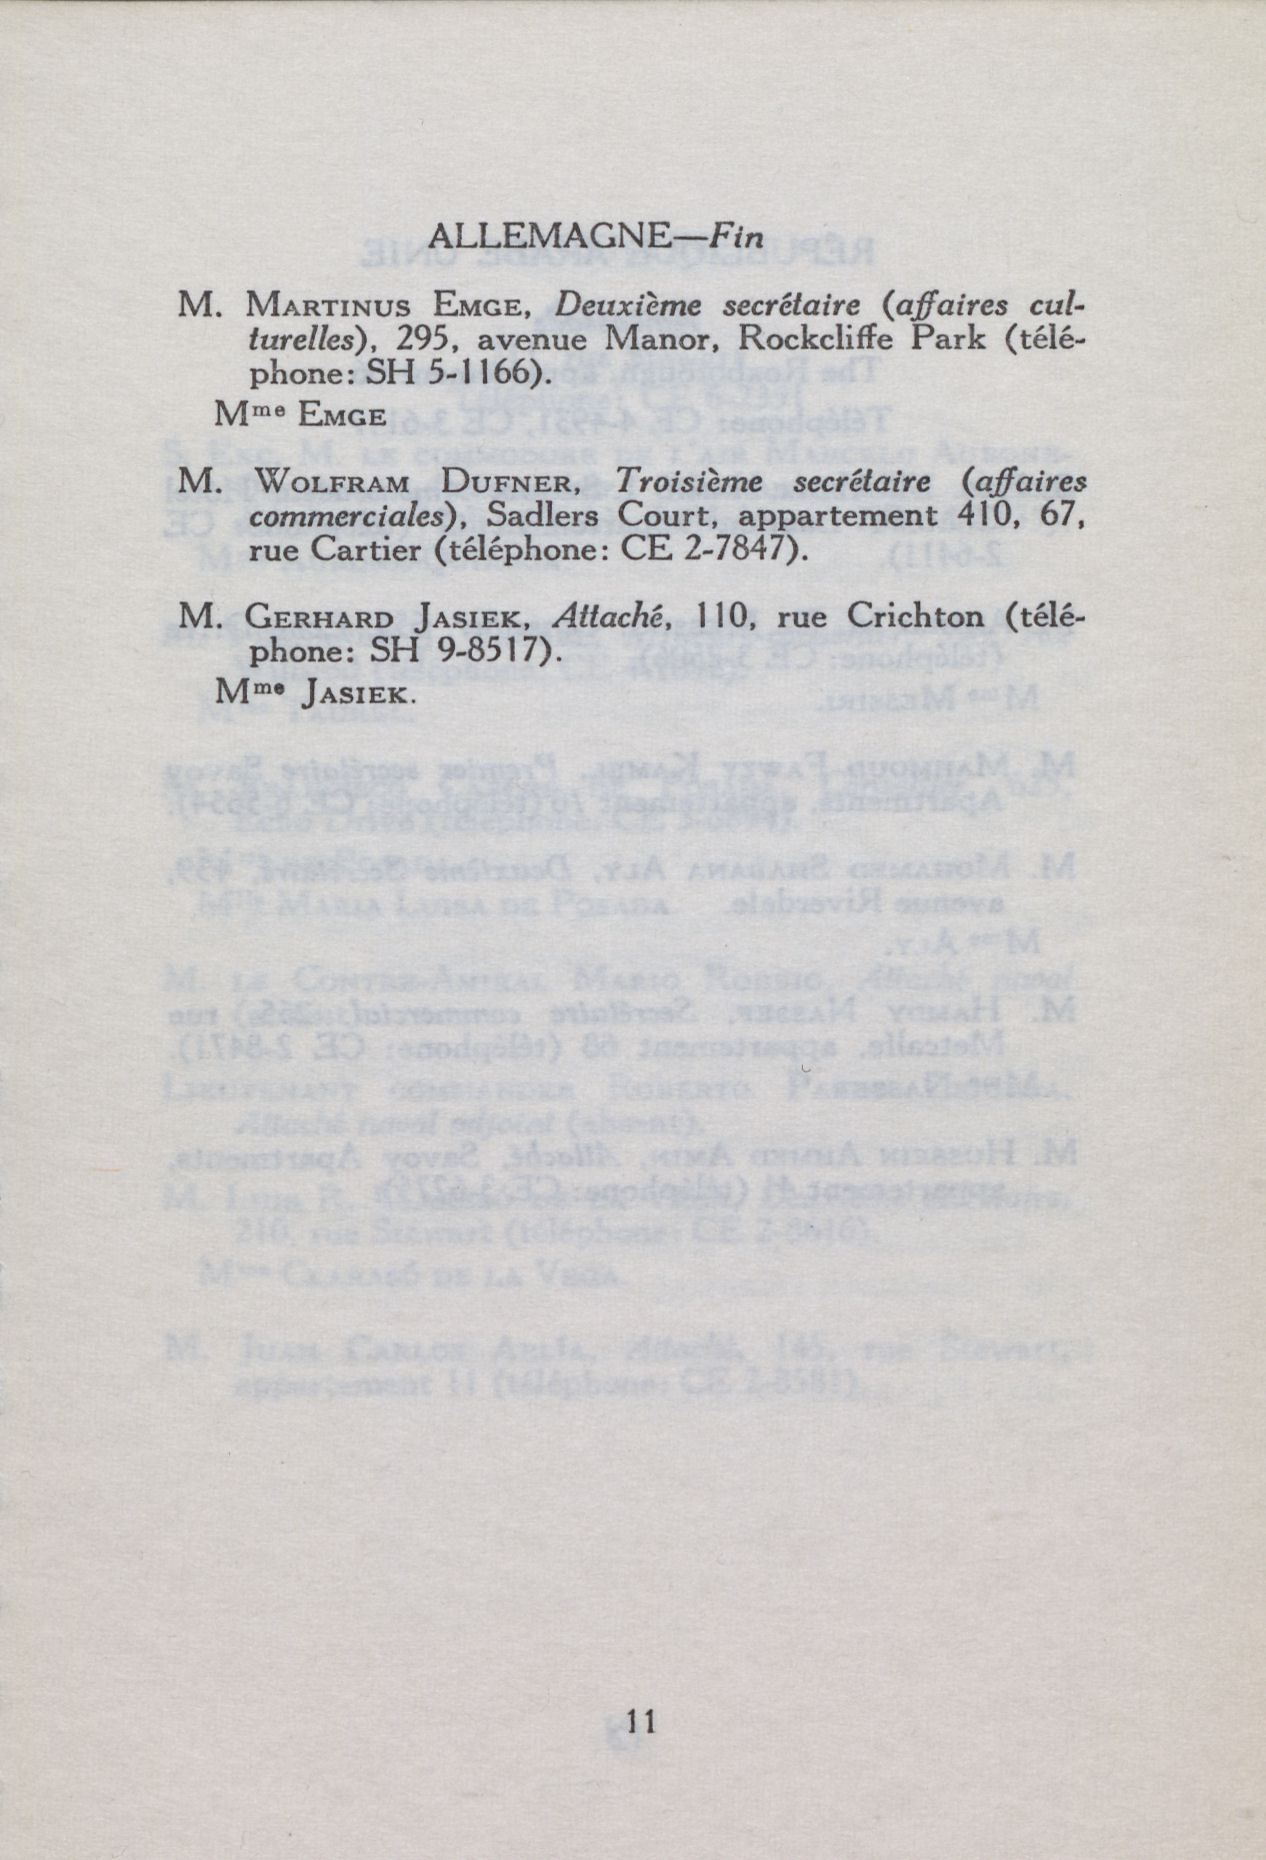 ALLEMAGNE—Fin
M. MARTINUS EMGE, Deuxième secrétaire (affaires cul-
turelles), 295, avenue Manor, Rockcliffe Park (télé-
phone: SH 5-1166).
Mme EMGE
M. WOLFRAM DUFNER, Troisième secrétaire (affaires
commerciales), Sadlers Court, appartement 410, 67,
rue Cartier (téléphone: CE 2-7847).
M. GERHARD JASIEK, Attaché, 110, rue Crichton (télé-
phone: SH 9-8517).
Mme JASIEK.
11